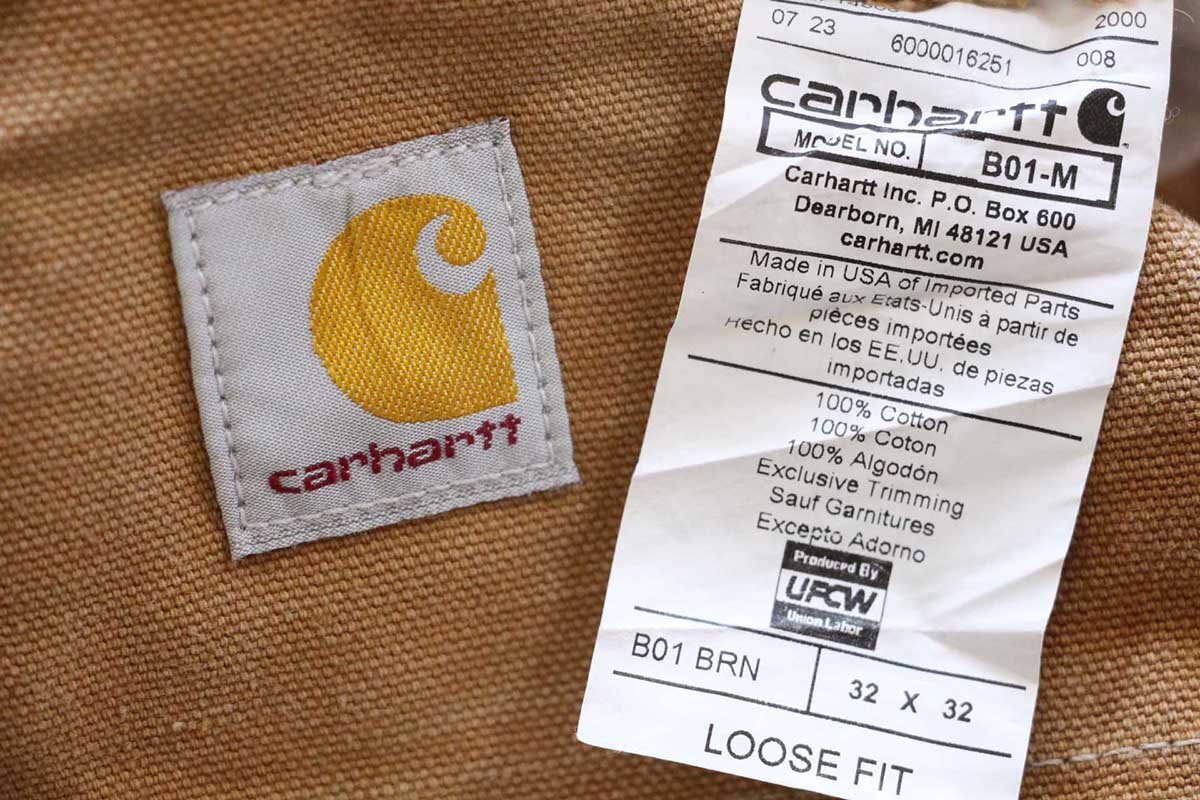 carhartt
2000
07 23
6000016251
008
carhartt
MODEL NO.
B01-M
Carhartt Inc. P.O. Box 600
Dearborn, MI 48121 USA
carhartt.com
Made in USA of Imported Parts
Fabriqué aux Etats-Unis à partir de
pièces importées
Hecho en los EE.UU. de piezas
importadas
100% Cotton
100% Coton
100% Algodón
Exclusive Trimming
Sauf Garnitures
Excepto Adorno
Produced By
UFCW
Union Labor
B01 BRN
32 X 32
LOOSE FIT